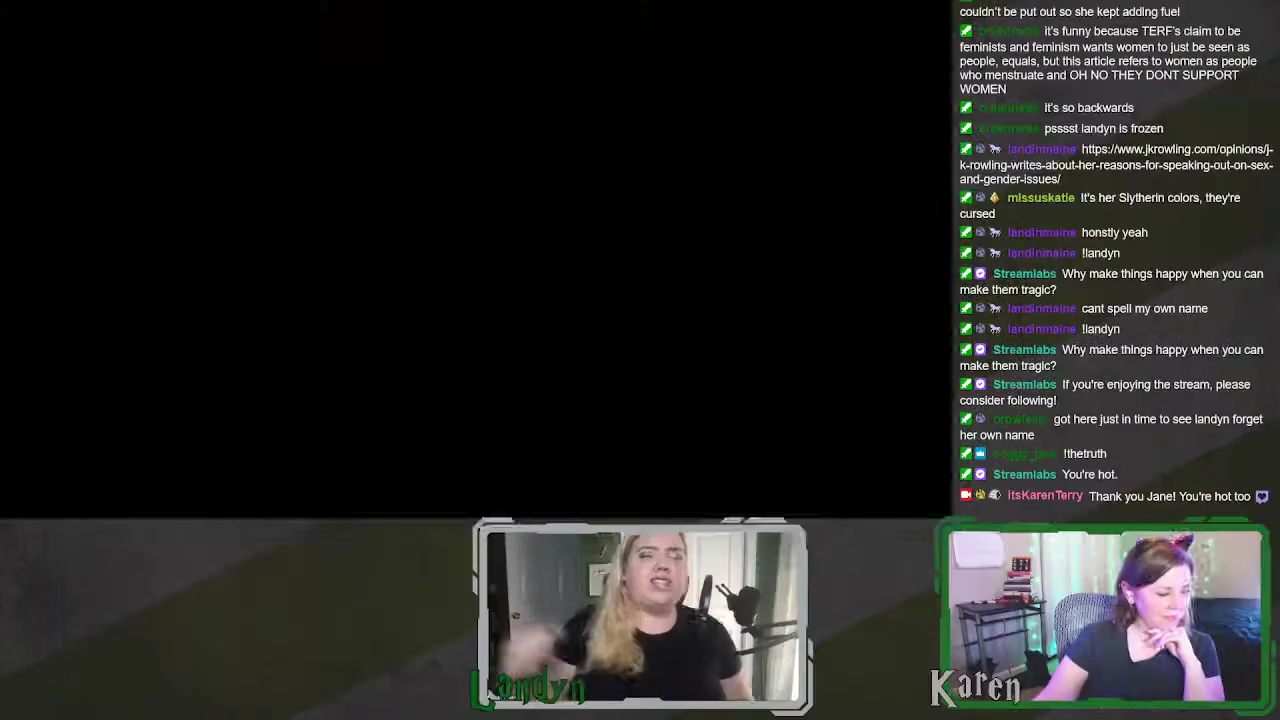 couldn't be put out so she kept adding fuel
it's funny because TERF's claim to be
feminists and feminism wants women to just be seen as
people, equals, but this article refers to women as people
who menstruate and OH NO THEY DONT SUPPORT
WOMEN
it's so backwards
psssst landyn is frozen
landinmaine https://www.jkrowling.com/opinions/j-
k-rowling-writes-about-her-reasons-for-speaking-out-on-sex-
and-gender-issues/
missuskatie It's her Slytherin colors, they're
cursed
landinmaine honstly yeah
landinmaine !landyn
Streamlabs Why make things happy when you can
make them tragic?
landinmaine cant spell my own name
landinmaine !landyn
Streamlabs Why make things happy when you can
make them tragic?
Streamlabs If you're enjoying the stream, please
consider following!
got here just in time to see landyn forget
her own name
!thetruth
Streamlabs You're hot.
itsKarenTerry Thank you Jane! You're hot too
Landyn
Karen